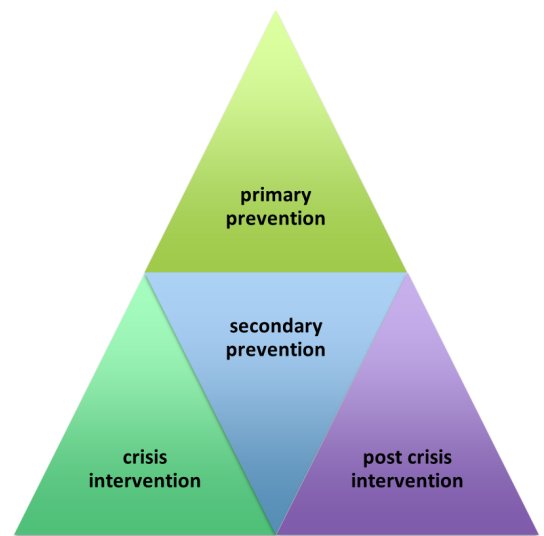 primary
prevention
secondary
prevention
crisis
intervention
post crisis
intervention